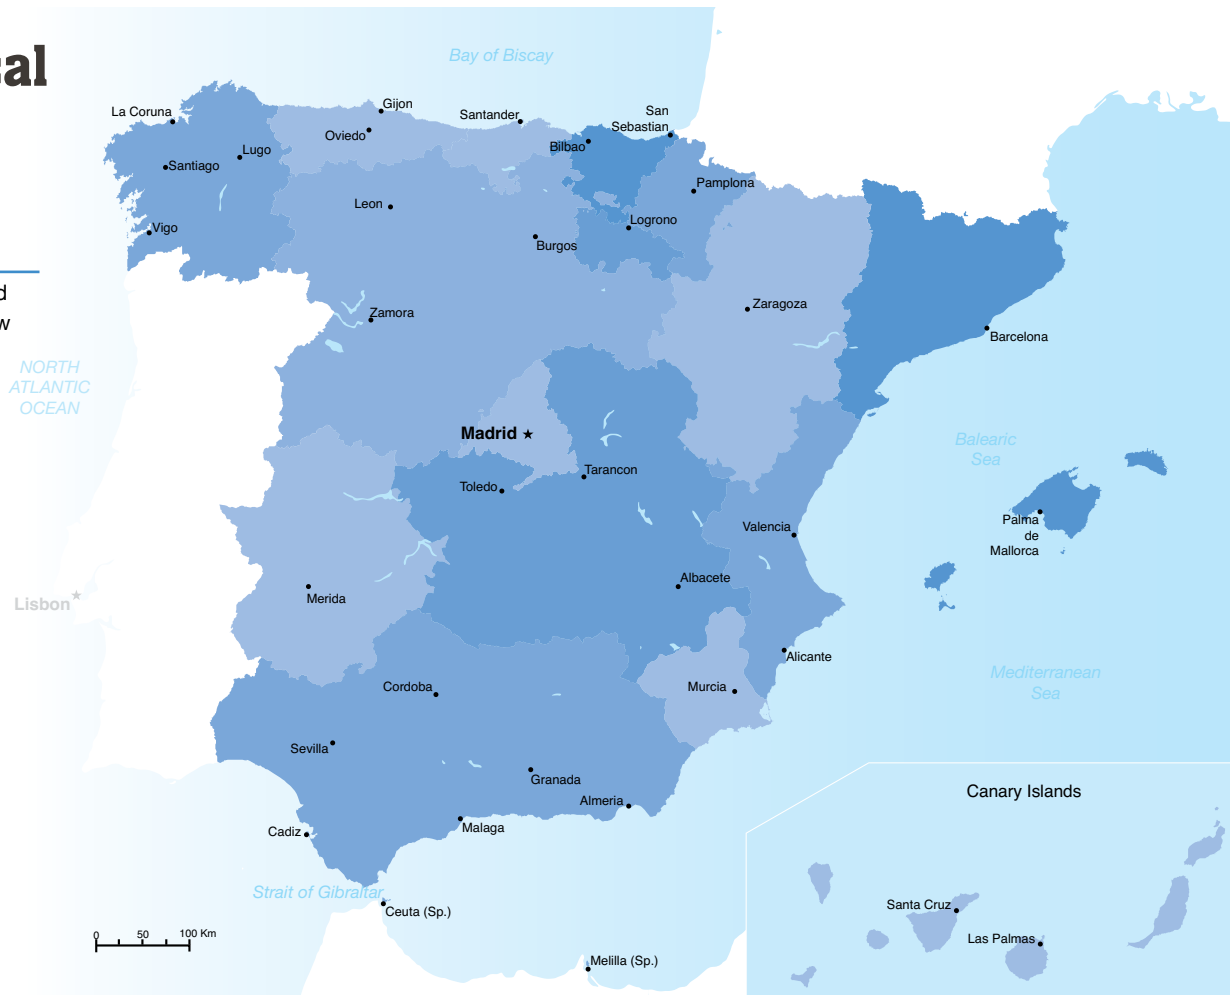 al
d
w
Bay of Biscay
La Coruna
Gijon
Santander
San
Sebastian
Oviedo
Bilbao
Lugo
Santiago
Pamplona
Leon
Logrono
Vigo
Burgos
Zaragoza
Zamora
Barcelona
NORTH
ATLANTIC
OCEAN
Madrid
Balearic
Sea
Tarancon
Toledo
Palma
de
Mallorca
Valencia
Albacete
Merida
Lisbon
Alicante
Mediterranean
Sea
Cordoba
Murcia
Sevilla
Granada
Almeria
Canary Islands
Malaga
Cadiz
Strait of Gibraltar
Ceuta (Sp.)
Santa Cruz
Las Palmas
0 50 100 Km
Melilla (Sp.)